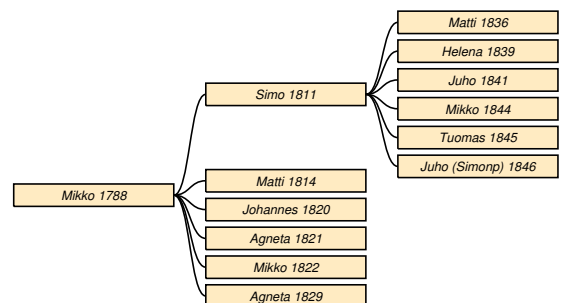 Matti 1836
Helena 1839
Juho 1841
Simo 1811
Mikko 1844
Tuomas 1845
Juho (Simonp) 1846
Matti 1814
Mikko 1788
Johannes 1820
Agneta 1821
Mikko 1822
Agneta 1829